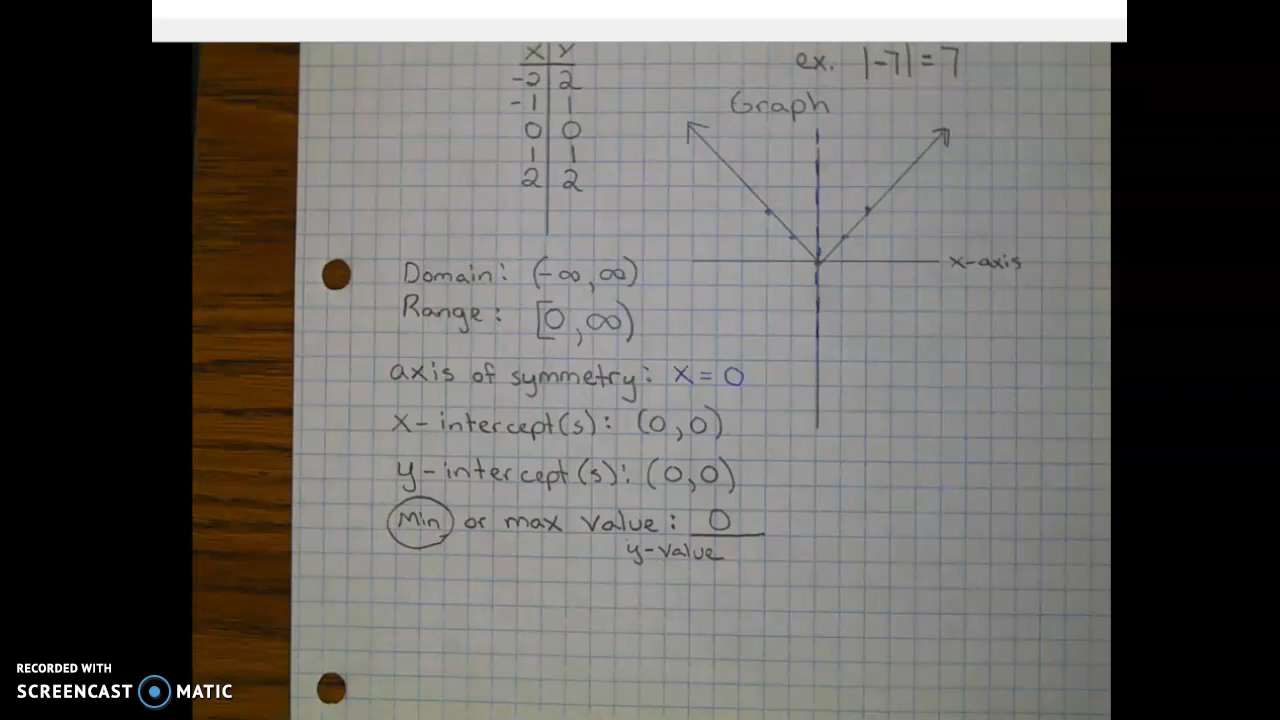 X Y
-2 2
-1 1
0 0
1 1
2 2
ex. |-7| = 7
Graph
x-axis
Domain: (-∞, ∞)
Range: [0, ∞)
axis of symmetry: x = 0
x-intercept(s): (0,0)
y-intercept(s): (0,0)
Min or max value: 0
y-value
RECORDED WITH
SCREENCAST MATIC